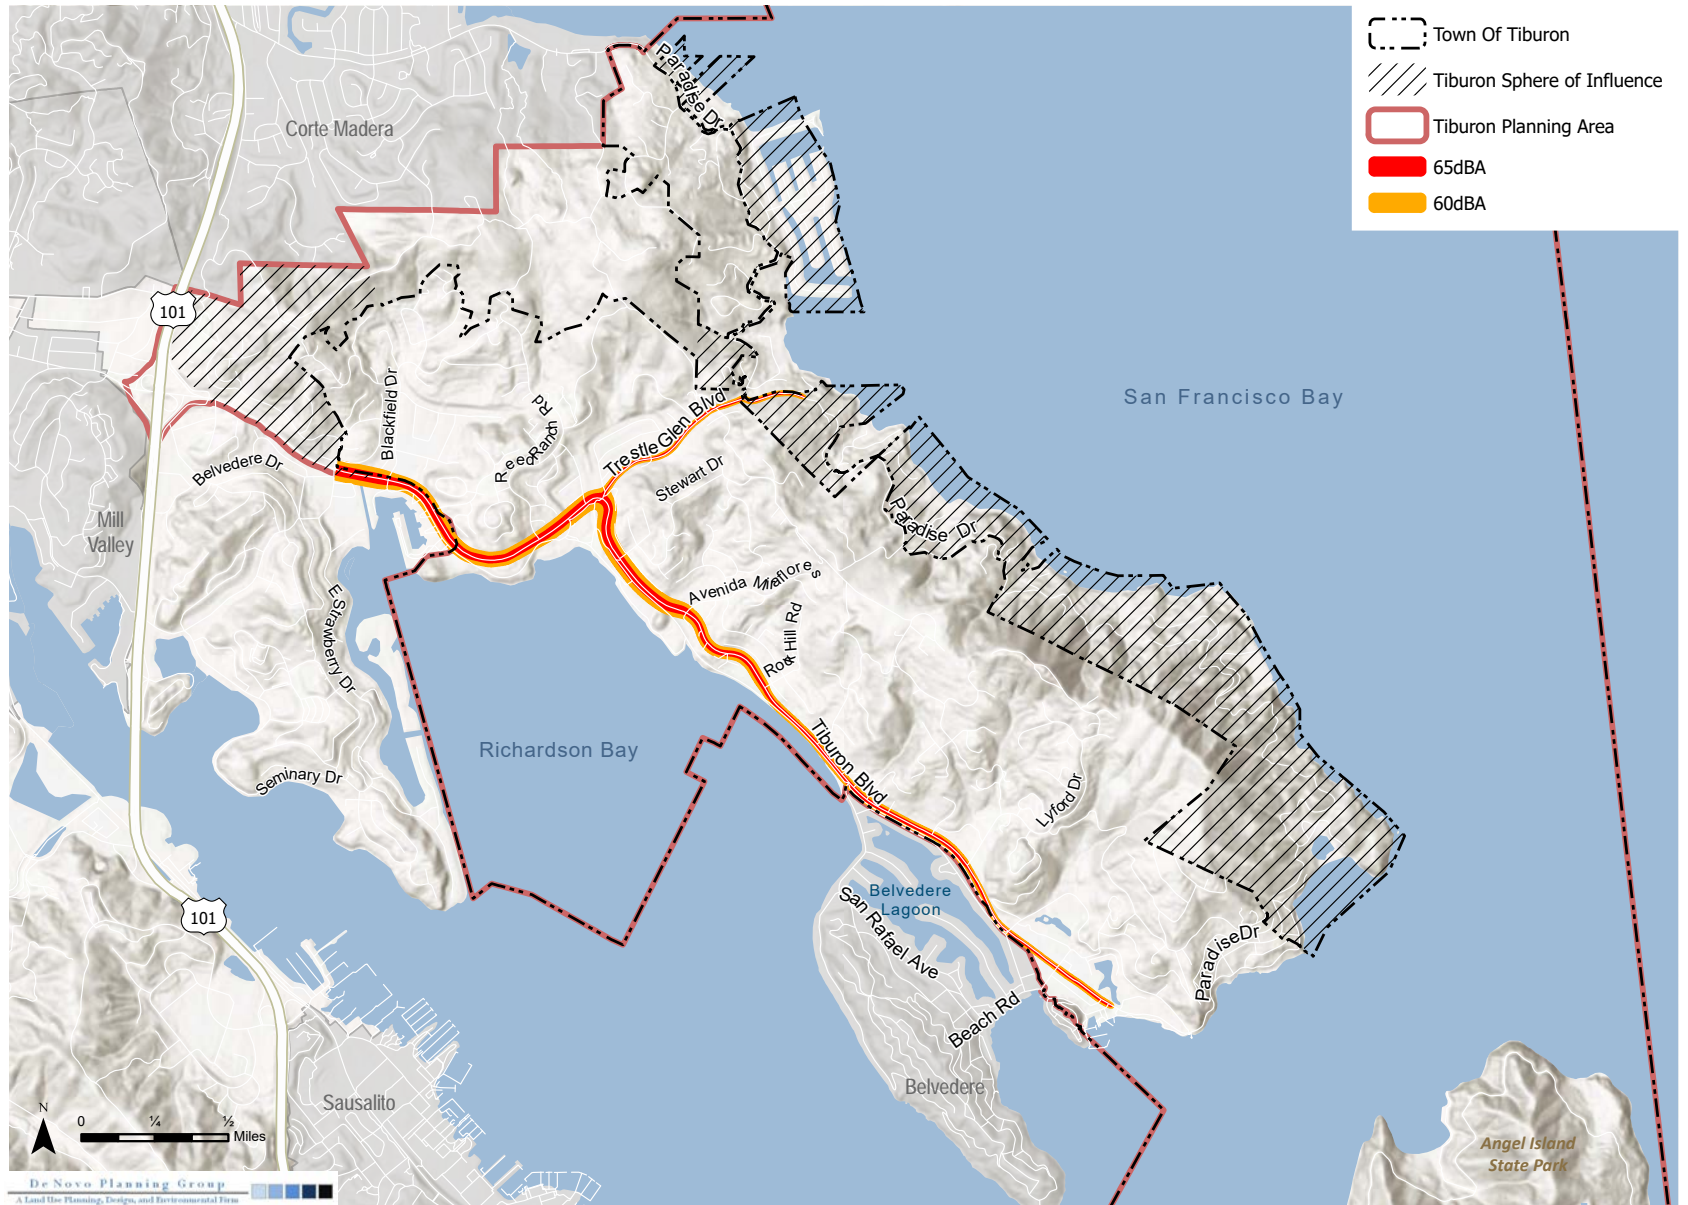 Town Of Tiburon
Tiburon Sphere of Influence
Tiburon Planning Area
65dBA
60dBA
Paradise Dr
Corte Madera
101
San Francisco Bay
Blackfield Dr
Reed Ranch Rd
Trestle Glen Blvd
Stewart Dr
Belvedere Dr
Mill
Valley
Paradise Dr
Avenida Miraflores
Rock Hill Rd
E Strawberry Dr
Richardson Bay
Tiburon Blvd
Seminary Dr
Lyford Dr
101
Belvedere
Lagoon
San Rafael Ave
Paradise Dr
Beach Rd
Belvedere
Sausalito
N
0 ¼ ½
Miles
Angel Island
State Park
De Novo Planning Group
A Land Use Planning, Design, and Environmental Firm